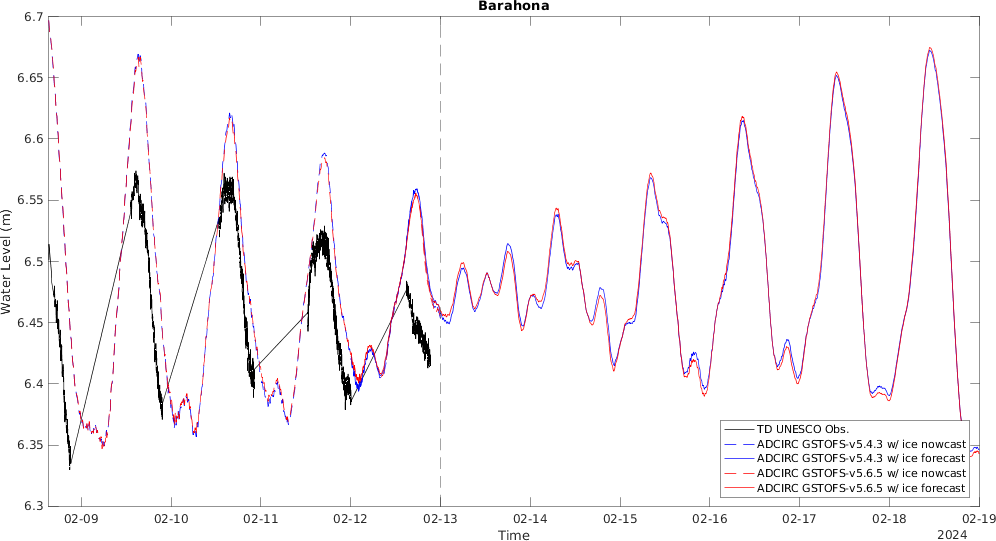 Barahona
6.7
6.65
6.6
6.55
6.5
6.45
6.4
6.35
6.3
Water Level (m)
TD UNESCO Obs.
ADCIRC GSTOFS-v5.4.3 w/ ice nowcast
ADCIRC GSTOFS-v5.4.3 w/ ice forecast
ADCIRC GSTOFS-v5.6.5 w/ ice nowcast
ADCIRC GSTOFS-v5.6.5 w/ ice forecast
02-09 02-10 02-11 02-12 02-13 02-14 02-15 02-16 02-17 02-18 02-19
Time
2024